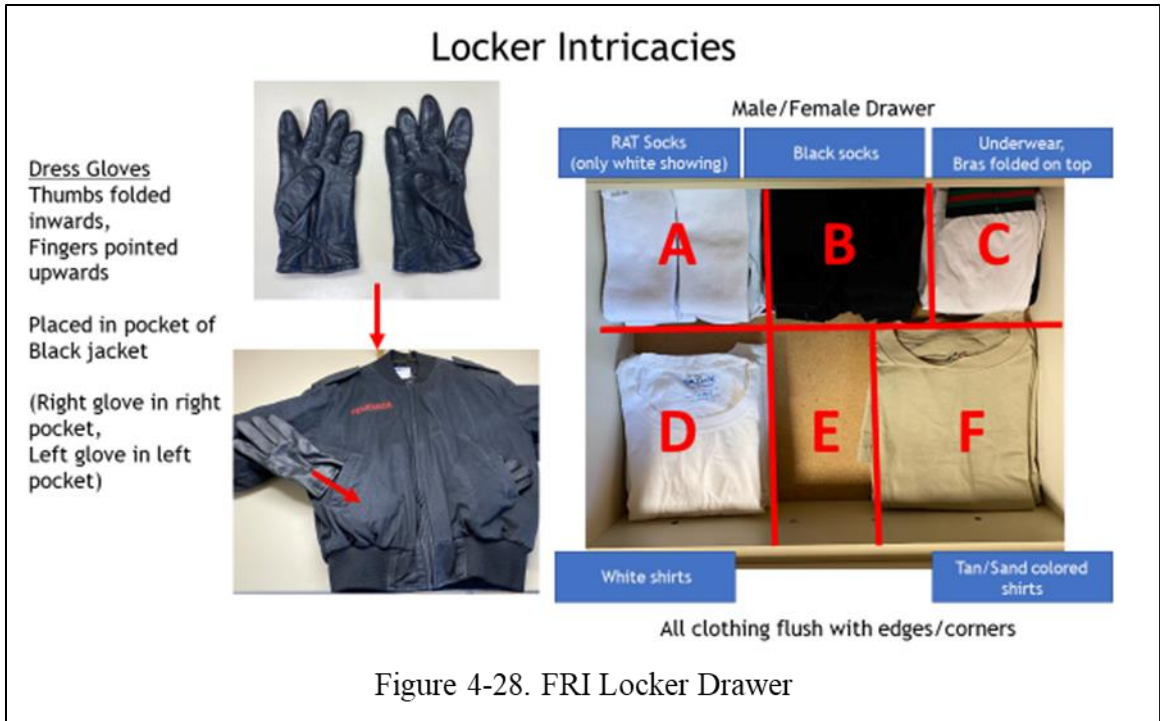 Locker Intricacies
Dress Gloves
Thumbs folded
inwards,
Fingers pointed
upwards
Placed in pocket of
Black jacket
(Right glove in right
pocket,
Left glove in left
pocket)
Male/Female Drawer
RAT Socks
(only white showing)
Black socks
Underwear,
Bras folded on top
A
B
C
D
E
F
White shirts
Tan/Sand colored
shirts
All clothing flush with edges/corners
Figure 4-28. FRI Locker Drawer